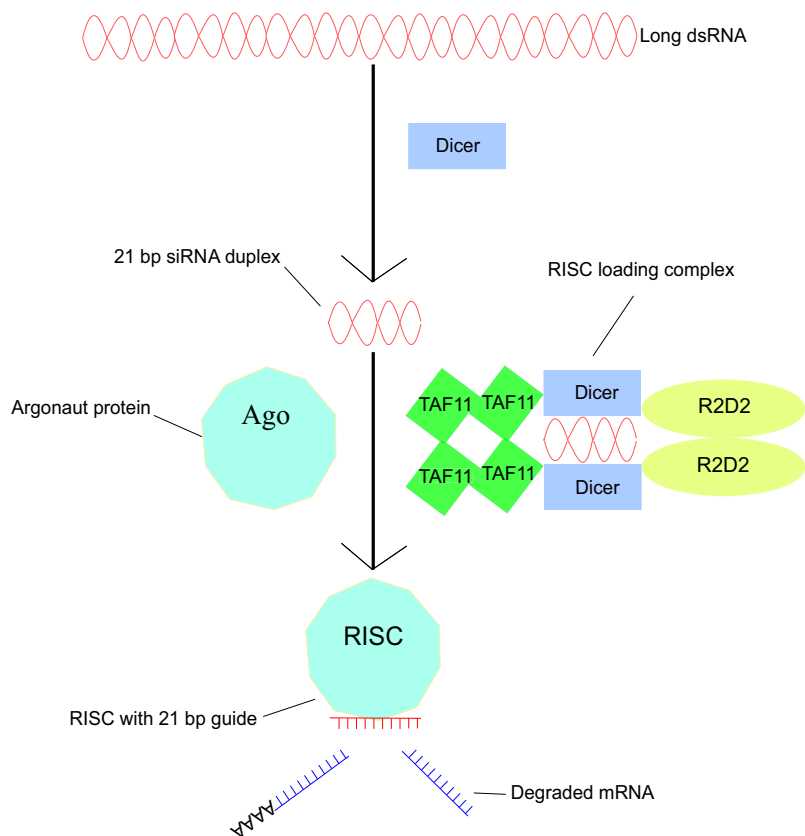 Long dsRNA
Dicer
21 bp siRNA duplex
RISC loading complex
TAF11
TAF11
Dicer
R2D2
Argonaut protein
Ago
TAF11
TAF11
Dicer
R2D2
RISC
RISC with 21 bp guide
Degraded mRNA
AAAA